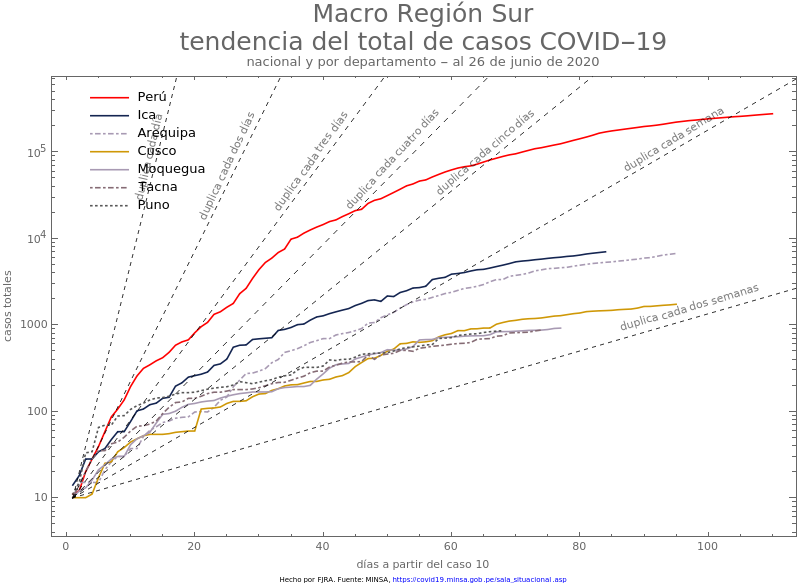 Macro Región Sur
tendencia del total de casos COVID–19
nacional y por departamento – al 26 de junio de 2020
Perú
Ica
Arequipa
Cusco
Moquegua
Tacna
Puno
duplica cada día
duplica cada dos días
duplica cada tres días
duplica cada cuatro días
duplica cada cinco días
duplica cada semana
duplica cada dos semanas
casos totales
10^5
10^4
1000
100
10
0 20 40 60 80 100
días a partir del caso 10
Hecho por FJRA. Fuente: MINSA, https://covid19.minsa.gob.pe/sala_situacional.asp